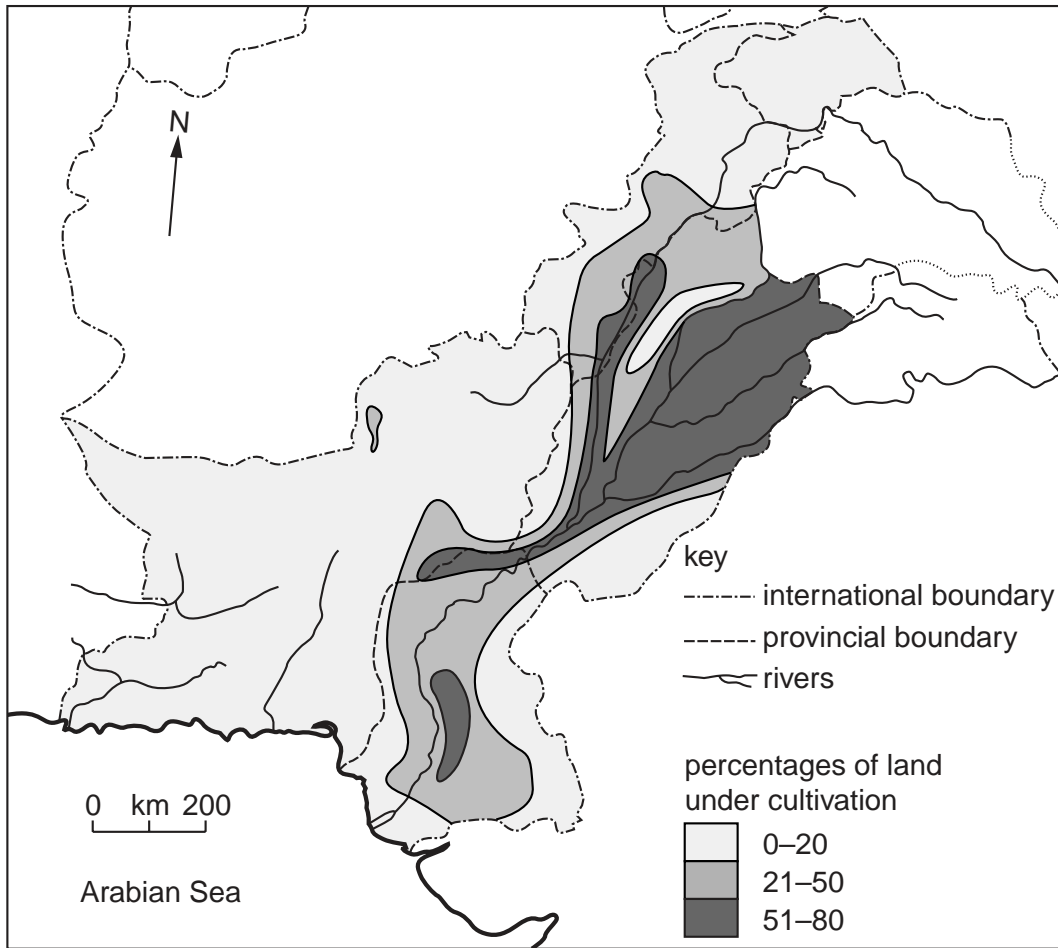 N
key
international boundary
provincial boundary
rivers
0 km 200
percentages of land
under cultivation
0–20
21–50
51–80
Arabian Sea